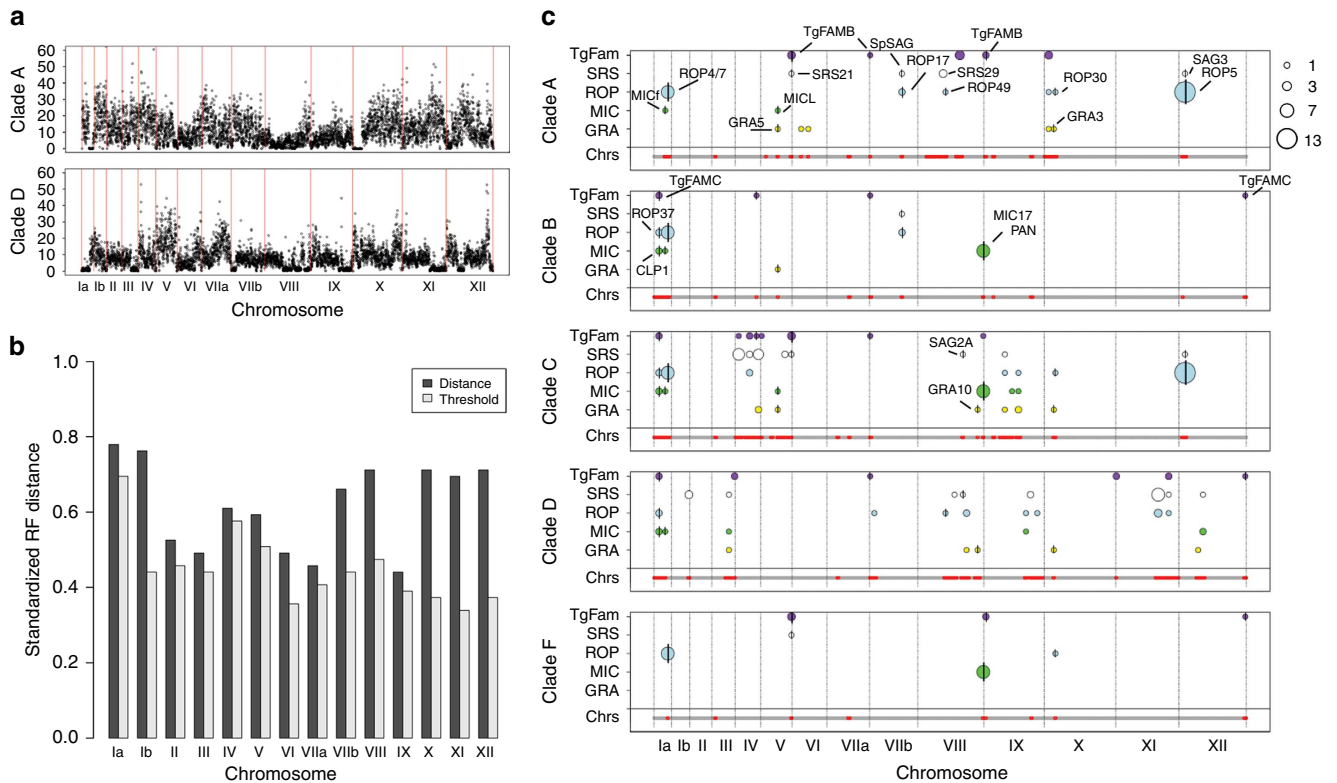 a
Clade A
60
50
40
30
20
10
0
Clade D
60
50
40
30
20
10
0
Ia Ib II III IV V VI VIIa VIIb VIII IX X XI XII
Chromosome
b
Standardized RF distance
1.0
0.8
0.6
0.4
0.2
0.0
Distance
Threshold
Ia Ib II III IV V VI VIIa VIIb VIII IX X XI XII
Chromosome
c
Clade A
TgFam
SRS
ROP
MIC
GRA
Chrs
TgFAMB
SpSAG
TgFAMB
ROP4/7
SRS21
ROP17
SRS29
SAG3
MICf
MICL
ROP49
ROP30
ROP5
GRA5
GRA3
1
3
7
13
Clade B
TgFam
SRS
ROP
MIC
GRA
Chrs
TgFAMC
TgFAMC
ROP37
MIC17
PAN
CLP1
Clade C
TgFam
SRS
ROP
MIC
GRA
Chrs
SAG2A
GRA10
Clade D
TgFam
SRS
ROP
MIC
GRA
Chrs
Clade F
TgFam
SRS
ROP
MIC
GRA
Chrs
Ia Ib II III IV V VI VIIa VIIb VIII IX X XI XII
Chromosome